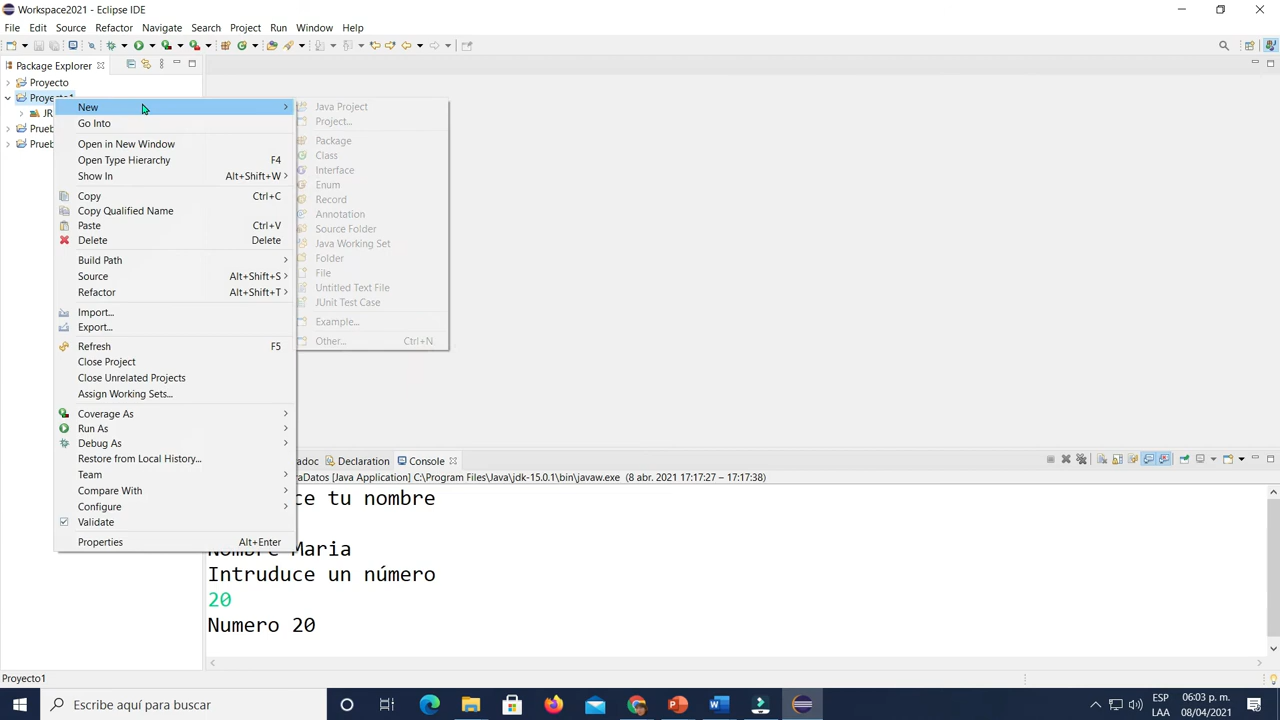 Workspace2021 - Eclipse IDE
File Edit Source Refactor Navigate Search Project Run Window Help
Package Explorer
Proyecto
Proyecto1
JR
Prueb
Prueb
New
Go Into
Open in New Window
Open Type Hierarchy F4
Show In Alt+Shift+W
Copy Ctrl+C
Copy Qualified Name
Paste Ctrl+V
Delete Delete
Build Path
Source Alt+Shift+S
Refactor Alt+Shift+T
Import...
Export...
Refresh F5
Close Project
Close Unrelated Projects
Assign Working Sets...
Coverage As
Run As
Debug As
Restore from Local History...
Team
Compare With
Configure
Validate
Properties Alt+Enter
Java Project
Project...
Package
Class
Interface
Enum
Record
Annotation
Source Folder
Java Working Set
Folder
File
Untitled Text File
JUnit Test Case
Example...
Other... Ctrl+N
doc Declaration Console
raDatos [Java Application] C:\Program Files\Java\jdk-15.0.1\bin\javaw.exe (8 abr. 2021 17:17:27 – 17:17:38)
ce tu nombre
Nombre Maria
Intruduce un número
20
Numero 20
Proyecto1
Escribe aquí para buscar
ESP
LAA
06:03 p. m.
08/04/2021